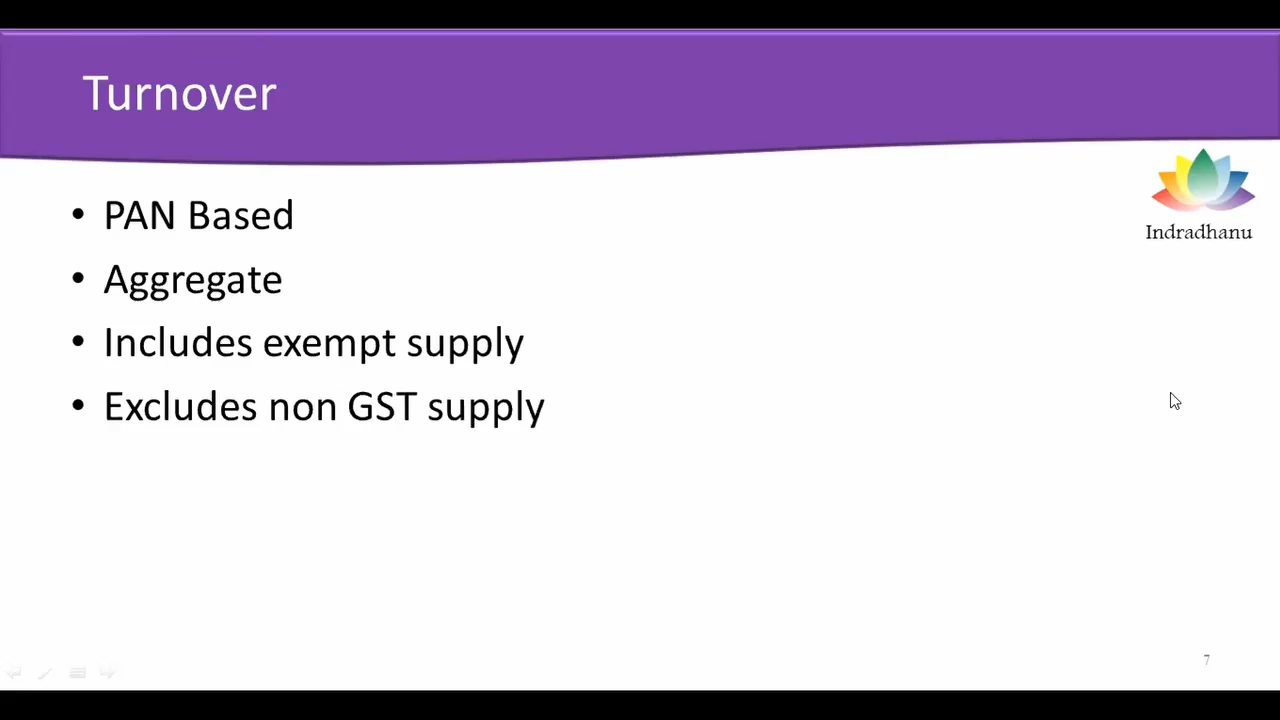 Turnover
Indradhanu
• PAN Based
• Aggregate
• Includes exempt supply
• Excludes non GST supply
7